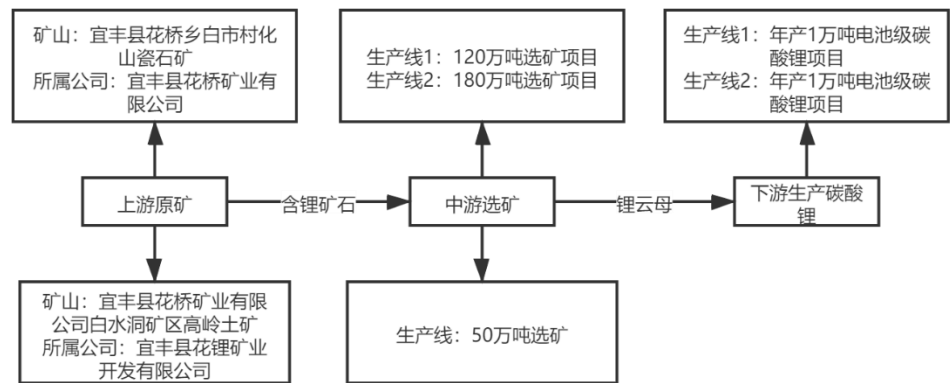 矿山：宜丰县花桥乡白市村化
山瓷石矿
所属公司：宜丰县花桥矿业有
限公司
生产线1：120万吨选矿项目
生产线2：180万吨选矿项目
生产线1：年产1万吨电池级碳
酸锂项目
生产线2：年产1万吨电池级碳
酸锂项目
上游原矿
含锂矿石
中游选矿
锂云母
下游生产碳酸
锂
矿山：宜丰县花桥矿业有限
公司白水洞矿区高岭土矿
所属公司：宜丰县花锂矿业
开发有限公司
生产线：50万吨选矿